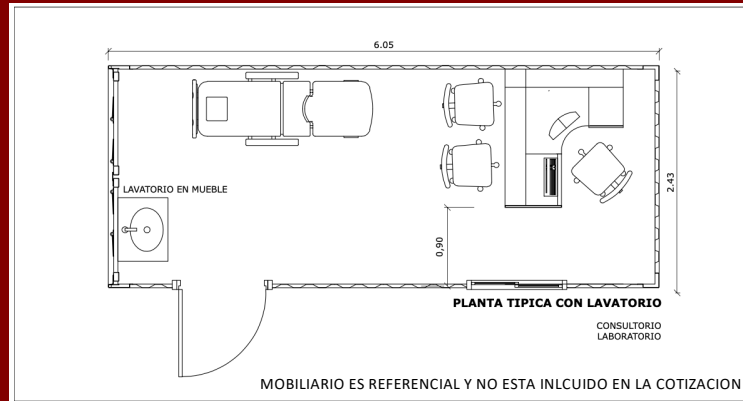 6.05
LAVATORIO EN MUEBLE
2.43
0,90
PLANTA TIPICA CON LAVATORIO
CONSULTORIO
LABORATORIO
MOBILIARIO ES REFERENCIAL Y NO ESTA INLCUIDO EN LA COTIZACION